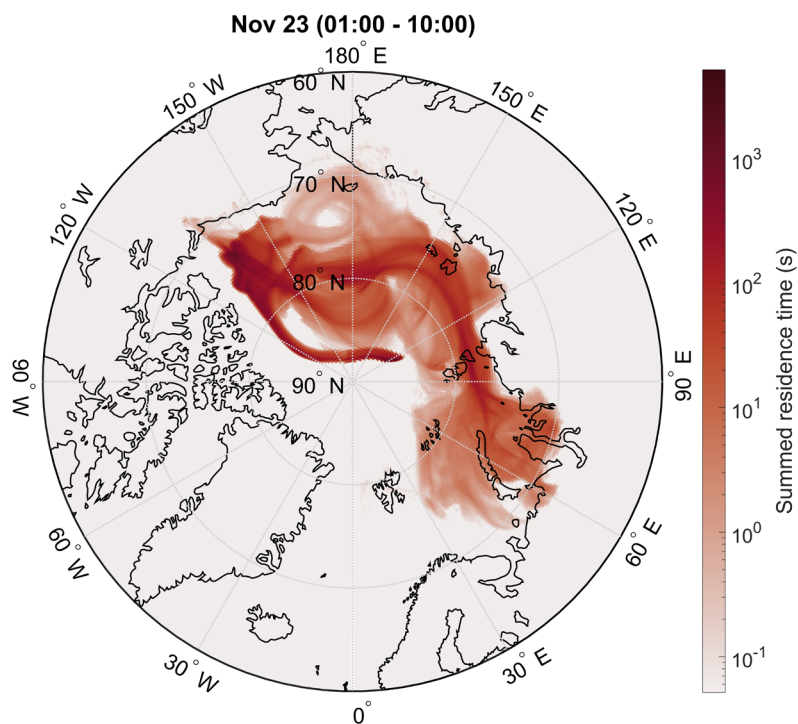 Nov 23 (01:00 - 10:00)
180° E
60° N
150° W
150° E
70° N
120° W
120° E
80° N
90° N
90° W
90° E
60° W
60° E
30° W
30° E
0°
10³
10²
10¹
10⁰
10⁻¹
Summed residence time (s)